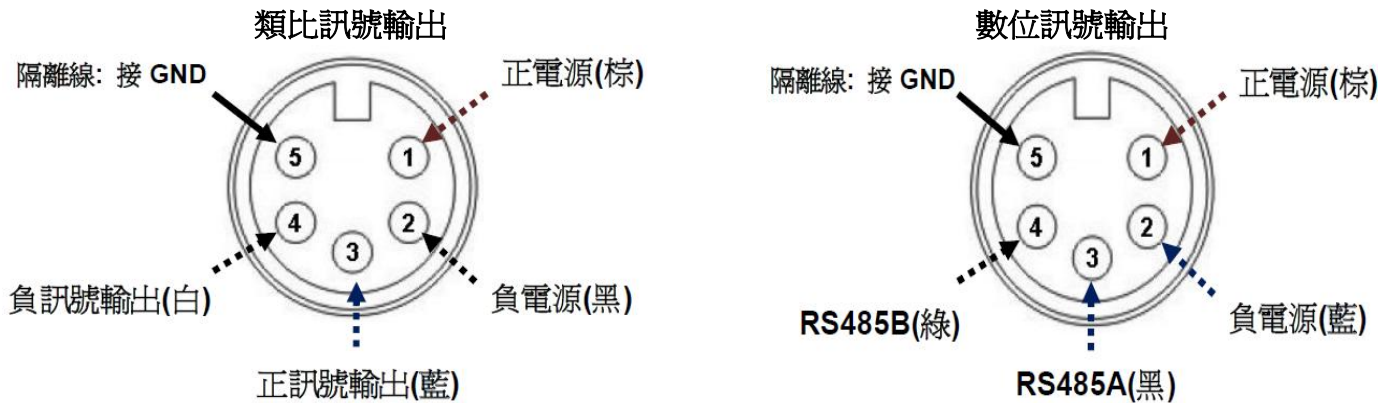 類比訊號輸出
隔離線: 接 GND
正電源(棕)
5
1
4
2
3
負訊號輸出(白)
負電源(黑)
正訊號輸出(藍)
數位訊號輸出
隔離線: 接 GND
正電源(棕)
5
1
4
2
3
RS485B(綠)
負電源(藍)
RS485A(黑)